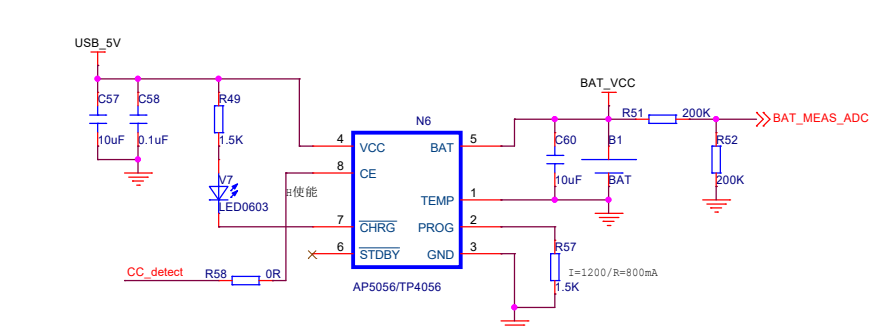 USB_5V
BAT_VCC
C57
C58
R49
R51
200K
BAT_MEAS_ADC
N6
10uF
0.1uF
1.5K
4
VCC
BAT
5
C60
B1
R52
8
CE
10uF
BAT
200K
V7
H使能
LED0603
TEMP
1
7
CHRG
PROG
2
6
STDBY
GND
3
R57
I=1200/R=800mA
1.5K
CC_detect
R58
0R
AP5056/TP4056